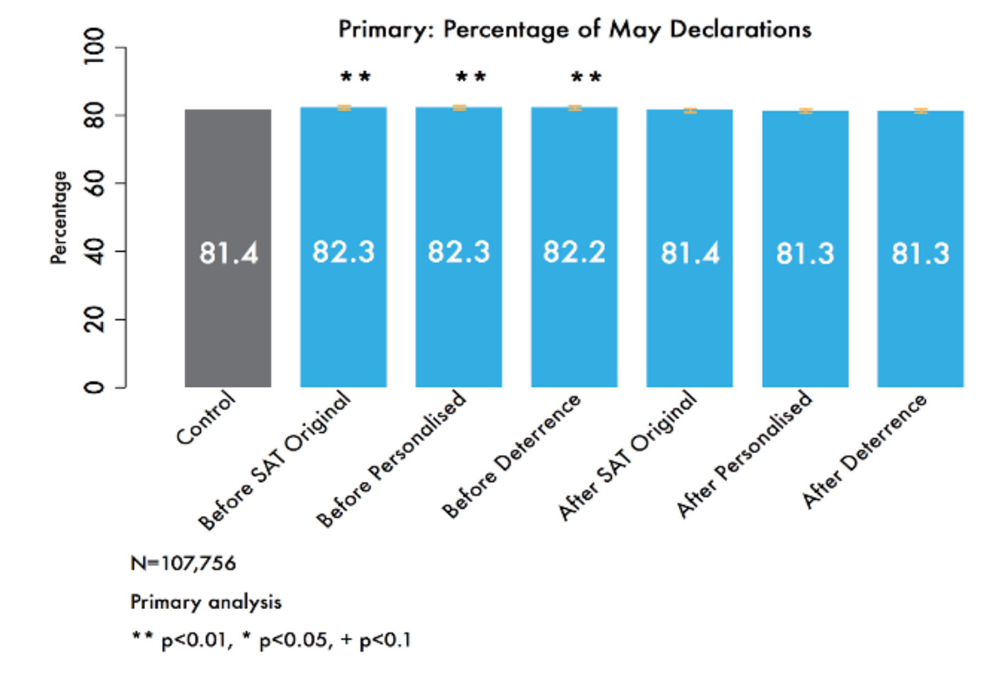 Primary: Percentage of May Declarations
Percentage
100
80
60
40
20
0
** ** **
81.4 82.3 82.3 82.2 81.4 81.3 81.3
Control
Before SAT Original
Before Personalised
Before Deterrence
After SAT Original
After Personalised
After Deterrence
N=107,756
Primary analysis
** p<0.01, * p<0.05, + p<0.1